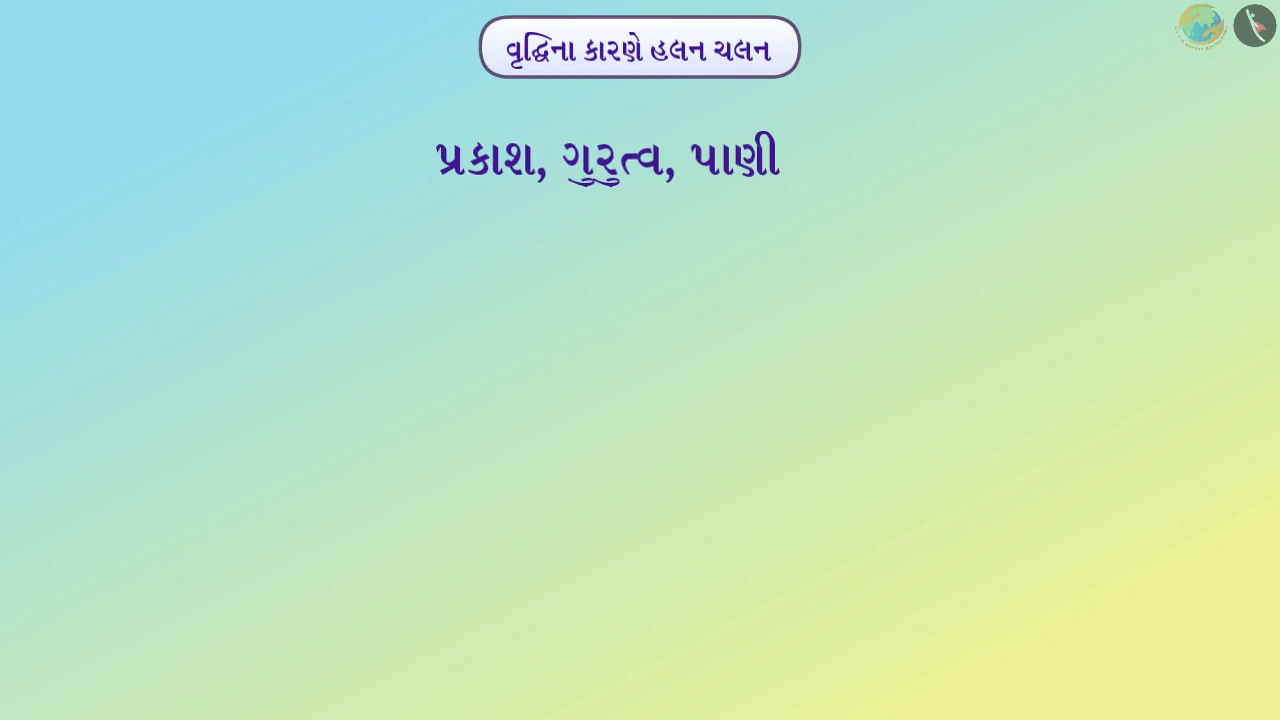 વૃદ્ધિના કારણે હલન ચલન
પ્રકાશ, ગુરુત્વ, પાણી